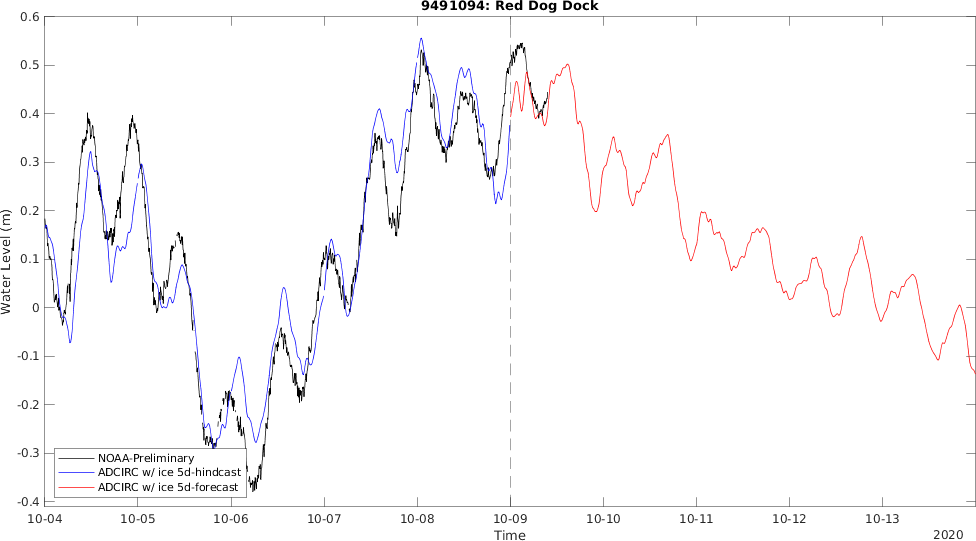 9491094: Red Dog Dock
0.6
0.5
0.4
0.3
0.2
0.1
0
-0.1
-0.2
-0.3
-0.4
Water Level (m)
NOAA-Preliminary
ADCIRC w/ ice 5d-hindcast
ADCIRC w/ ice 5d-forecast
10-04 10-05 10-06 10-07 10-08 10-09 10-10 10-11 10-12 10-13
Time
2020